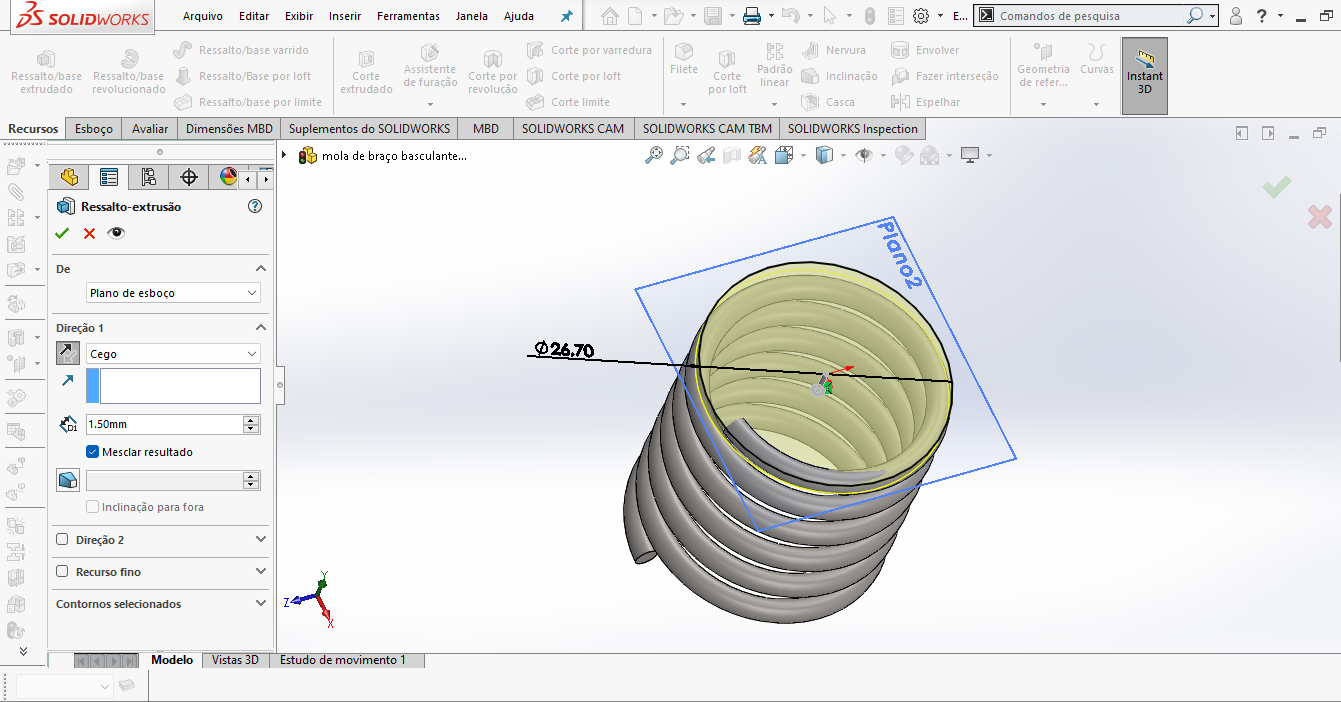 SOLIDWORKS Arquivo Editar Exibir Inserir Ferramentas Janela Ajuda E... Comandos de pesquisa ?
Ressalto/base extrudado
Ressalto/base revolucionado
Ressalto/base varrido
Ressalto/Base por loft
Ressalto/base por limite
Corte extrudado
Assistente de furação
Corte por revolução
Corte por varredura
Corte por loft
Corte limite
Filete
Corte por loft
Padrão linear
Nervura
Inclinação
Casca
Envolver
Fazer interseção
Espelhar
Geometria de refer...
Curvas
Instant 3D
Recursos Esboço Avaliar Dimensões MBD Suplementos do SOLIDWORKS MBD SOLIDWORKS CAM SOLIDWORKS CAM TBM SOLIDWORKS Inspection
mola de braço basculante...
Ressalto-extrusão ?
De
Plano de esboço
Direção 1
Cego
D1 1.50mm
Mesclar resultado
Inclinação para fora
Direção 2
Recurso fino
Contornos selecionados
Plano2
Ø26.70
Y
Z
X
Modelo Vistas 3D Estudo de movimento 1